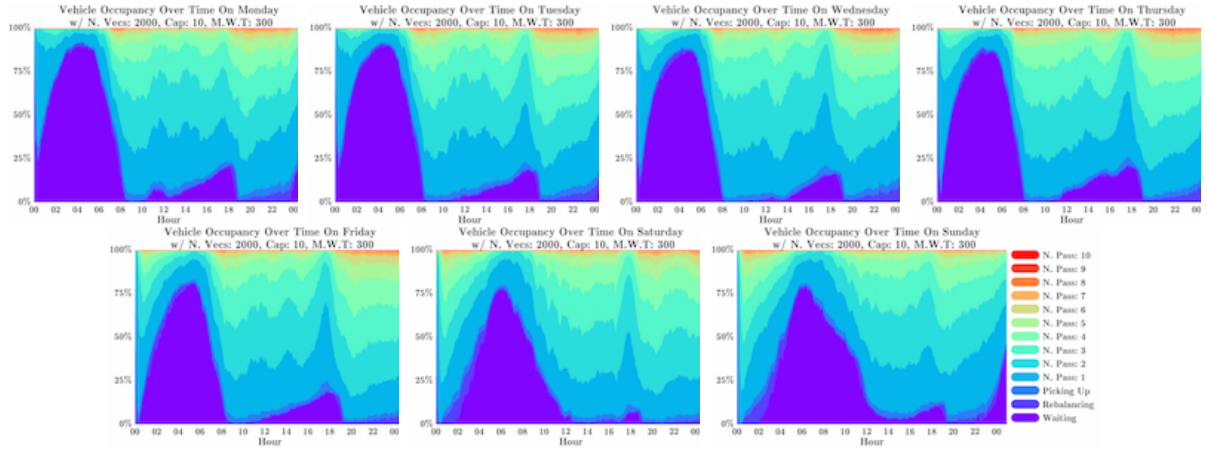 Vehicle Occupancy Over Time On Monday
w/ N. Vecs: 2000, Cap: 10, M.W.T: 300
100%
75%
50%
25%
0%
00 02 04 06 08 10 12 14 16 18 20 22 00
Hour
Vehicle Occupancy Over Time On Tuesday
w/ N. Vecs: 2000, Cap: 10, M.W.T: 300
100%
75%
50%
25%
0%
00 02 04 06 08 10 12 14 16 18 20 22 00
Hour
Vehicle Occupancy Over Time On Wednesday
w/ N. Vecs: 2000, Cap: 10, M.W.T: 300
100%
75%
50%
25%
0%
00 02 04 06 08 10 12 14 16 18 20 22 00
Hour
Vehicle Occupancy Over Time On Thursday
w/ N. Vecs: 2000, Cap: 10, M.W.T: 300
100%
75%
50%
25%
0%
00 02 04 06 08 10 12 14 16 18 20 22 00
Hour
Vehicle Occupancy Over Time On Friday
w/ N. Vecs: 2000, Cap: 10, M.W.T: 300
100%
75%
50%
25%
0%
00 02 04 06 08 10 12 14 16 18 20 22 00
Hour
Vehicle Occupancy Over Time On Saturday
w/ N. Vecs: 2000, Cap: 10, M.W.T: 300
100%
75%
50%
25%
0%
00 02 04 06 08 10 12 14 16 18 20 22 00
Hour
Vehicle Occupancy Over Time On Sunday
w/ N. Vecs: 2000, Cap: 10, M.W.T: 300
100%
75%
50%
25%
0%
00 02 04 06 08 10 12 14 16 18 20 22 00
Hour
N. Pass: 10
N. Pass: 9
N. Pass: 8
N. Pass: 7
N. Pass: 6
N. Pass: 5
N. Pass: 4
N. Pass: 3
N. Pass: 2
N. Pass: 1
Picking Up
Rebalancing
Waiting